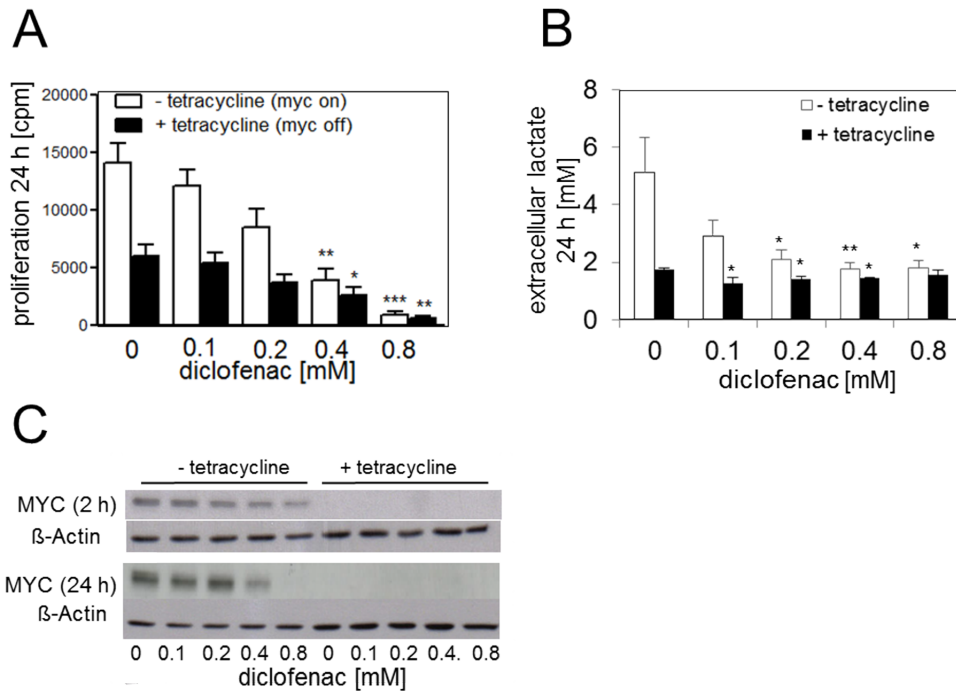 A
proliferation 24 h [cpm]
20000
15000
10000
5000
0
- tetracycline (myc on)
+ tetracycline (myc off)
** * *** **
0 0.1 0.2 0.4 0.8
diclofenac [mM]
B
extracellular lactate
24 h [mM]
8
6
4
2
0
- tetracycline
+ tetracycline
* * * ** * *
0 0.1 0.2 0.4 0.8
diclofenac [mM]
C
- tetracycline + tetracycline
MYC (2 h)
ß-Actin
MYC (24 h)
ß-Actin
0 0.1 0.2 0.4 0.8 0 0.1 0.2 0.4. 0.8
diclofenac [mM]